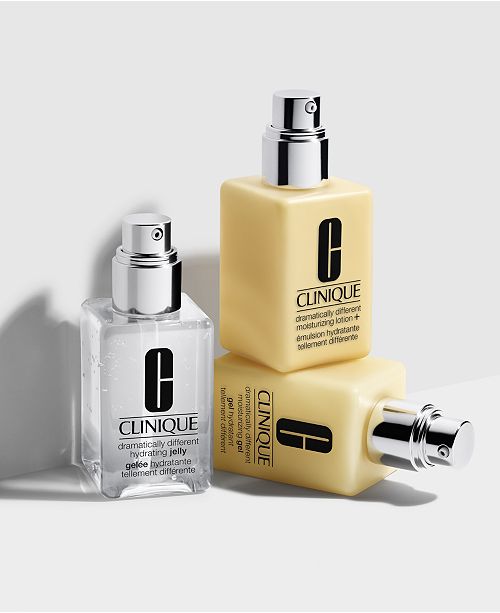 C
CLINIQUE
dramatically different
moisturizing lotion +
émulsion hydratante
tellement différente
C
CLINIQUE
dramatically different
hydrating jelly
gelée hydratante
tellement différente
C
CLINIQUE
dramatically different
moisturizing gel
gel hydratant
tellement différent